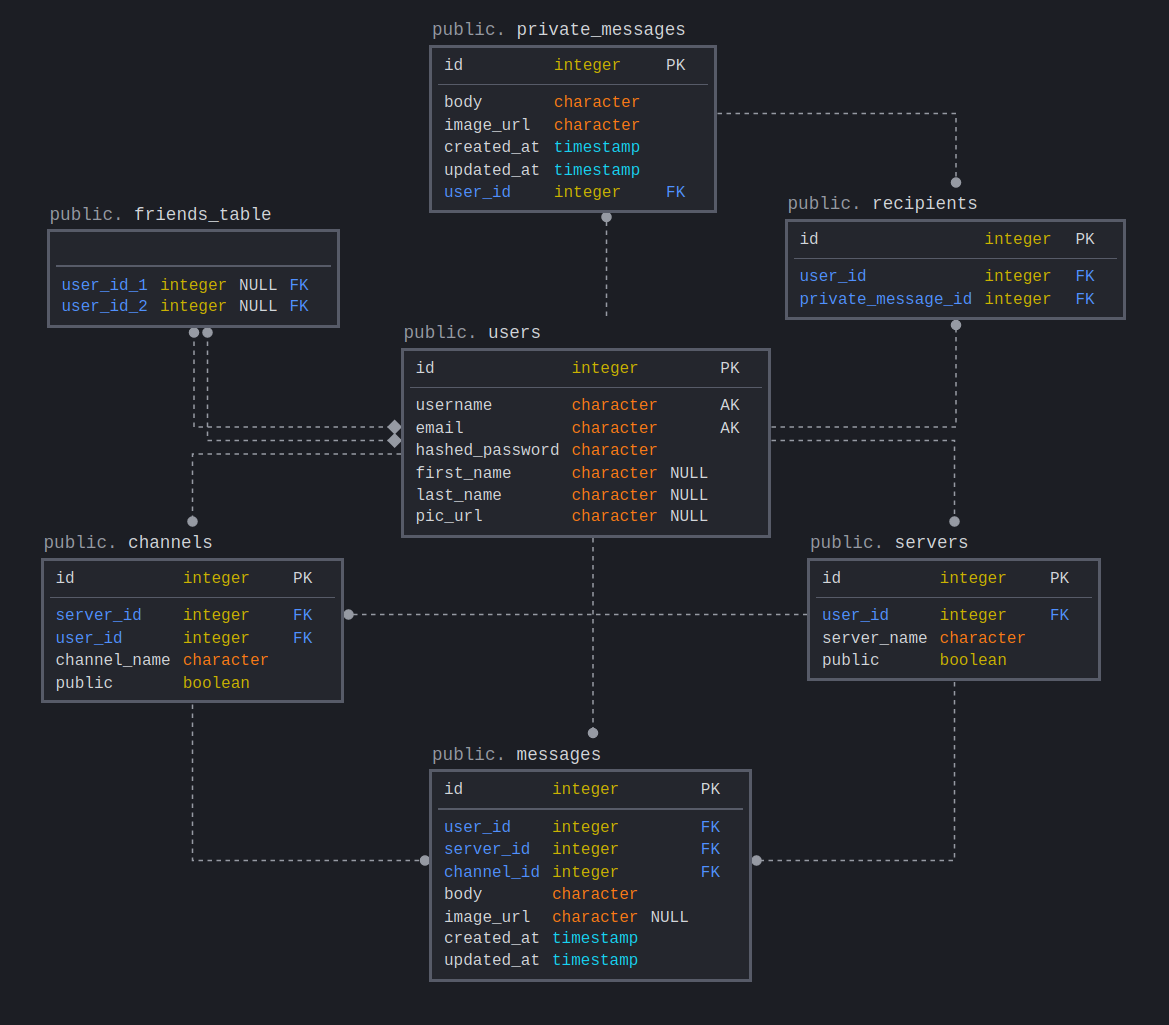 public. private_messages
id integer PK
body character
image_url character
created_at timestamp
updated_at timestamp
user_id integer FK
public. friends_table
user_id_1 integer NULL FK
user_id_2 integer NULL FK
public. recipients
id integer PK
user_id integer FK
private_message_id integer FK
public. users
id integer PK
username character AK
email character AK
hashed_password character
first_name character NULL
last_name character NULL
pic_url character NULL
public. channels
id integer PK
server_id integer FK
user_id integer FK
channel_name character
public boolean
public. servers
id integer PK
user_id integer FK
server_name character
public boolean
public. messages
id integer PK
user_id integer FK
server_id integer FK
channel_id integer FK
body character
image_url character NULL
created_at timestamp
updated_at timestamp